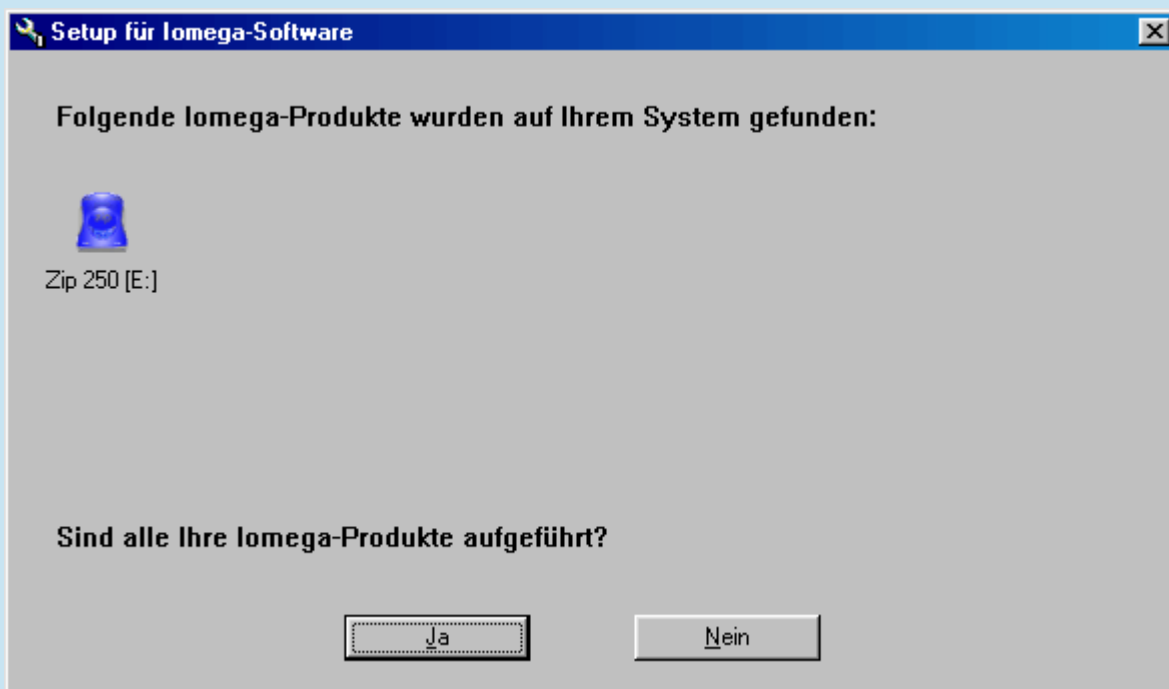 Setup für Iomega-Software
Folgende Iomega-Produkte wurden auf Ihrem System gefunden:
Zip 250 [E:]
Sind alle Ihre Iomega-Produkte aufgeführt?
Ja
Nein